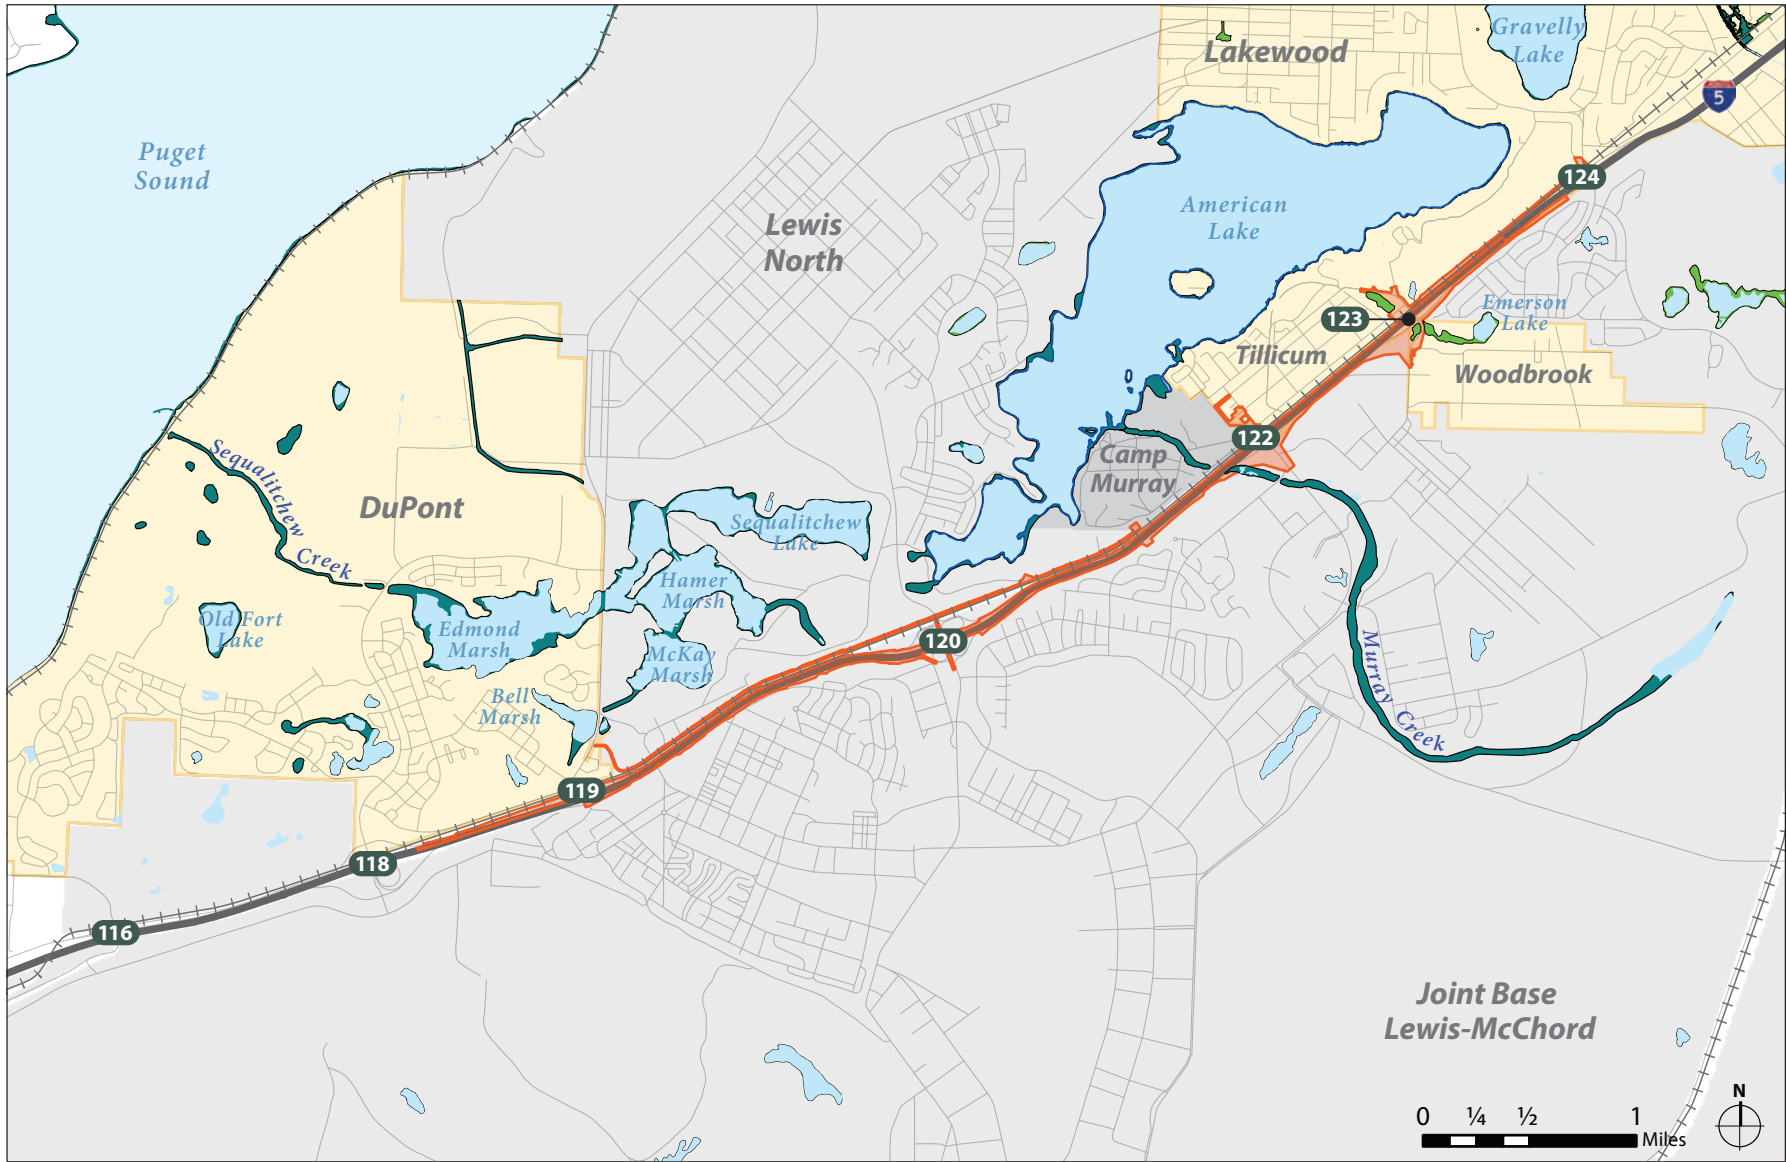 Gravelly
Lake
Lakewood
5
Puget
Sound
124
American
Lake
Lewis
North
Emerson
Lake
123
Tillicum
Woodbrook
122
Camp
Murray
Sequalitchew
Creek
DuPont
Sequalitchew
Lake
Hamer
Marsh
Old Fort
Lake
Edmond
Marsh
120
McKay
Marsh
Murray
Creek
Bell
Marsh
119
118
116
Joint Base
Lewis-McChord
N
0 ¼ ½ 1
Miles